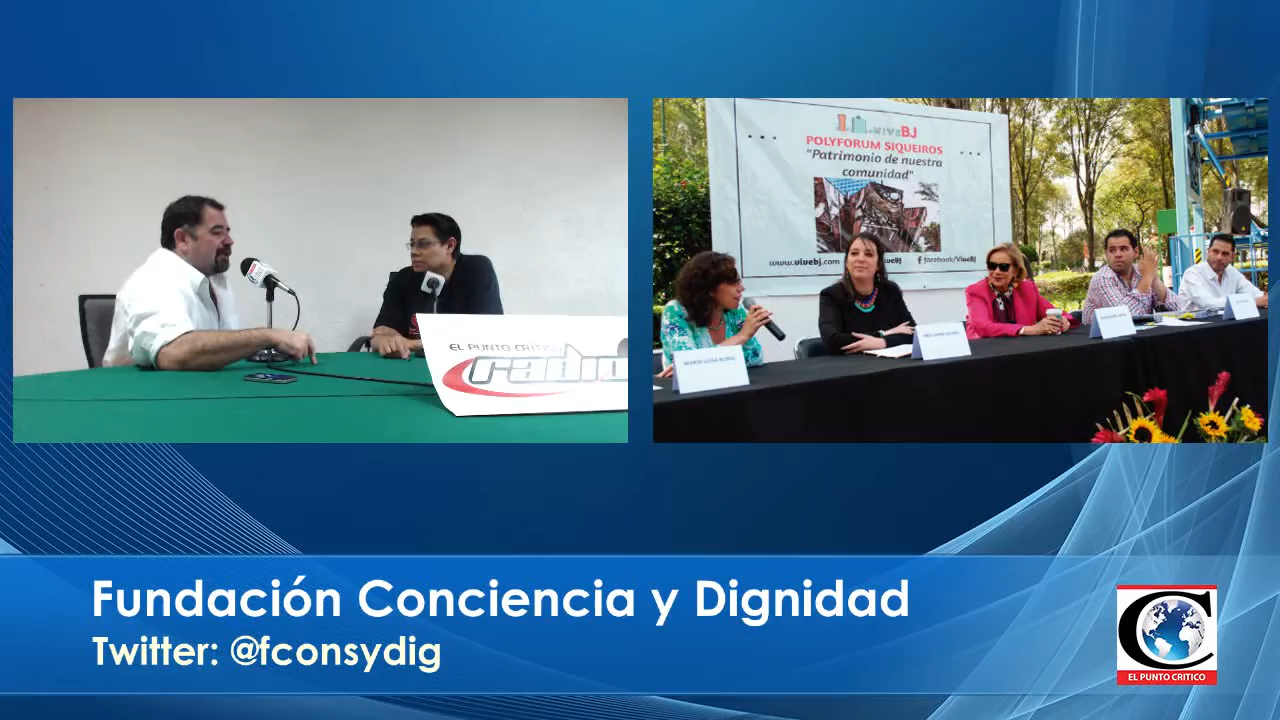 EL PUNTO CRITICO
radio
ViveBJ
POLYFORUM SIQUEIROS
"Patrimonio de nuestra
comunidad"
www.vivebj.com
ViveBJ
facebook/ViveBJ
Fundación Conciencia y Dignidad
Twitter: @fconsydig
C
EL PUNTO CRITICO